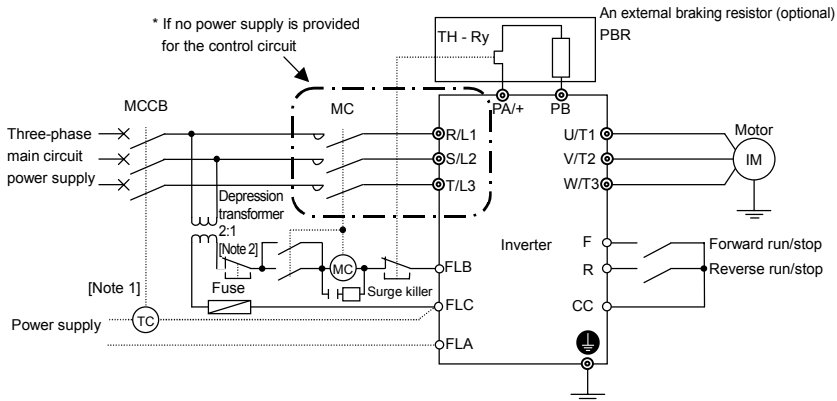 An external braking resistor (optional)
* If no power supply is provided
for the control circuit
TH - Ry
PBR
MCCB
MC
PA/+
PB
Three-phase
main circuit
power supply
R/L1
S/L2
T/L3
U/T1
V/T2
W/T3
Motor
IM
Depression
transformer
2:1
[Note 2]
Inverter
F
Forward run/stop
MC
FLB
R
Reverse run/stop
[Note 1]
Fuse
Surge killer
FLC
CC
Power supply
TC
FLA